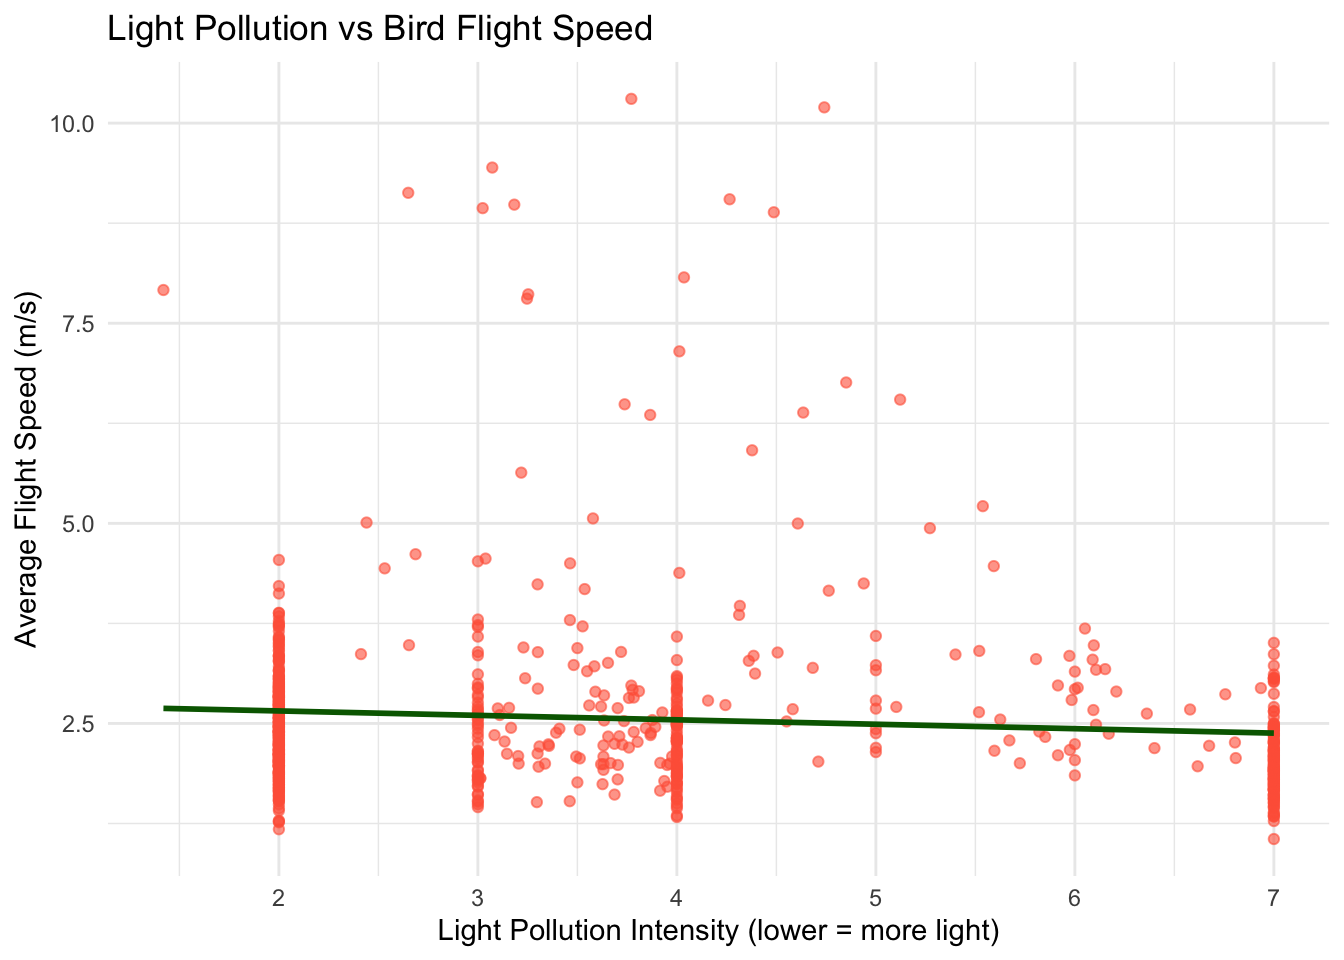 Light Pollution vs Bird Flight Speed
10.0
7.5
5.0
2.5
Average Flight Speed (m/s)
2 3 4 5 6 7
Light Pollution Intensity (lower = more light)